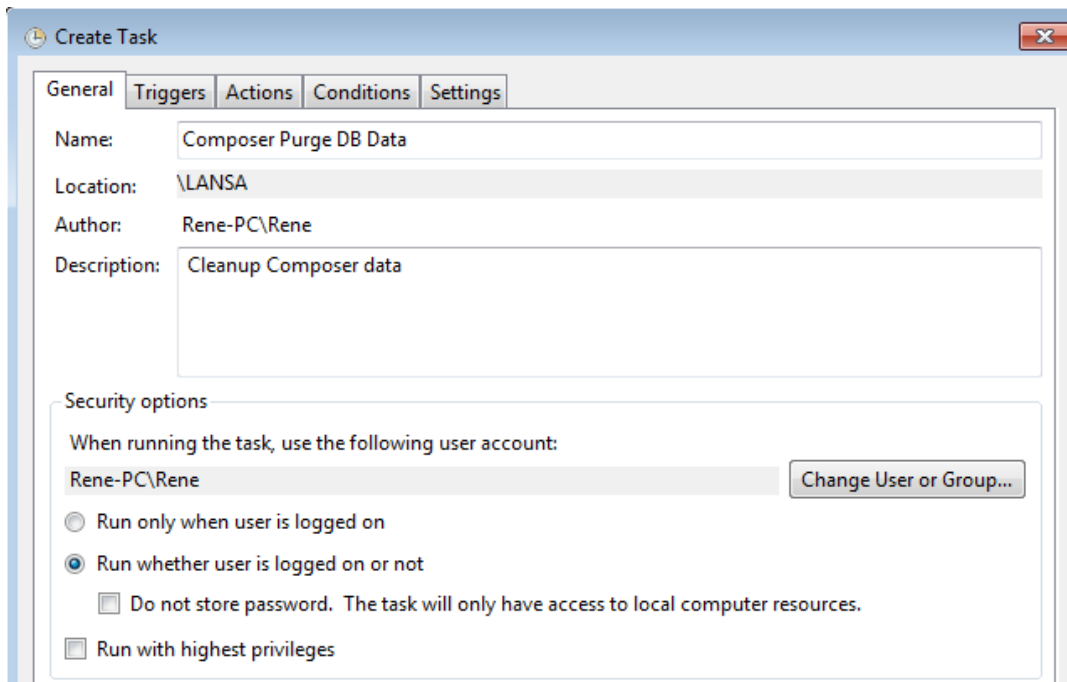 Create Task
General Triggers Actions Conditions Settings
Name: Composer Purge DB Data
Location: \LANSA
Author: Rene-PC\Rene
Description: Cleanup Composer data
Security options
When running the task, use the following user account:
Rene-PC\Rene Change User or Group...
Run only when user is logged on
Run whether user is logged on or not
Do not store password. The task will only have access to local computer resources.
Run with highest privileges